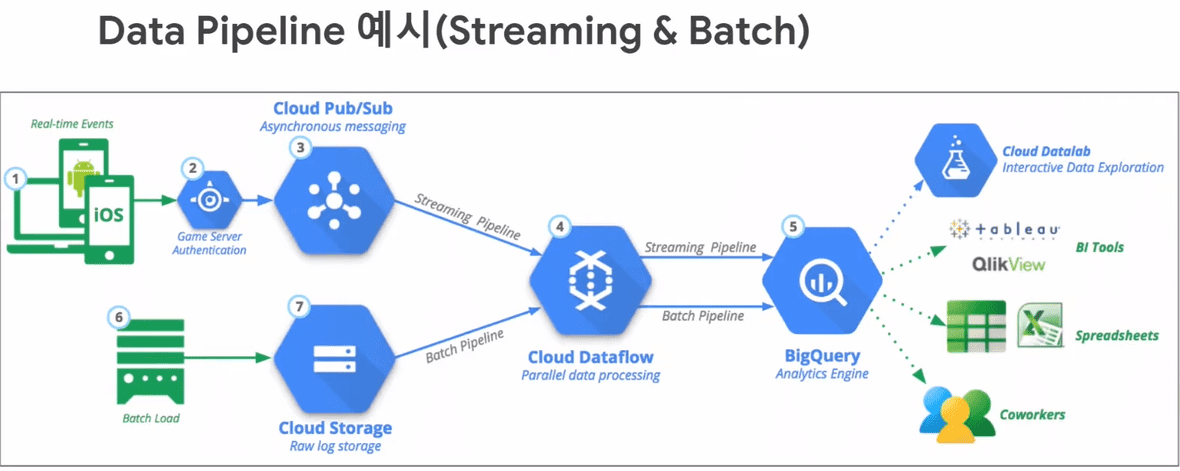 Data Pipeline 예시(Streaming & Batch)
Real-time Events
1
iOS
2
Game Server
Authentication
Cloud Pub/Sub
Asynchronous messaging
3
Streaming Pipeline
6
Batch Load
7
Cloud Storage
Raw log storage
Batch Pipeline
4
Cloud Dataflow
Parallel data processing
Streaming Pipeline
Batch Pipeline
5
BigQuery
Analytics Engine
Cloud Datalab
Interactive Data Exploration
+ableau
QlikView
BI Tools
X
Spreadsheets
Coworkers